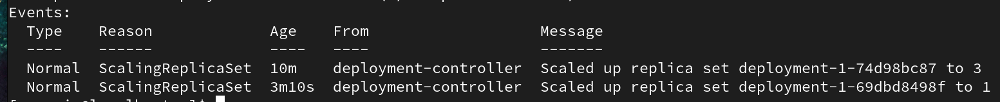 Events:
Type Reason Age From Message
---- ------ ---- ---- -------
Normal ScalingReplicaSet 10m deployment-controller Scaled up replica set deployment-1-74d98bc87 to 3
Normal ScalingReplicaSet 3m10s deployment-controller Scaled up replica set deployment-1-69dbd8498f to 1